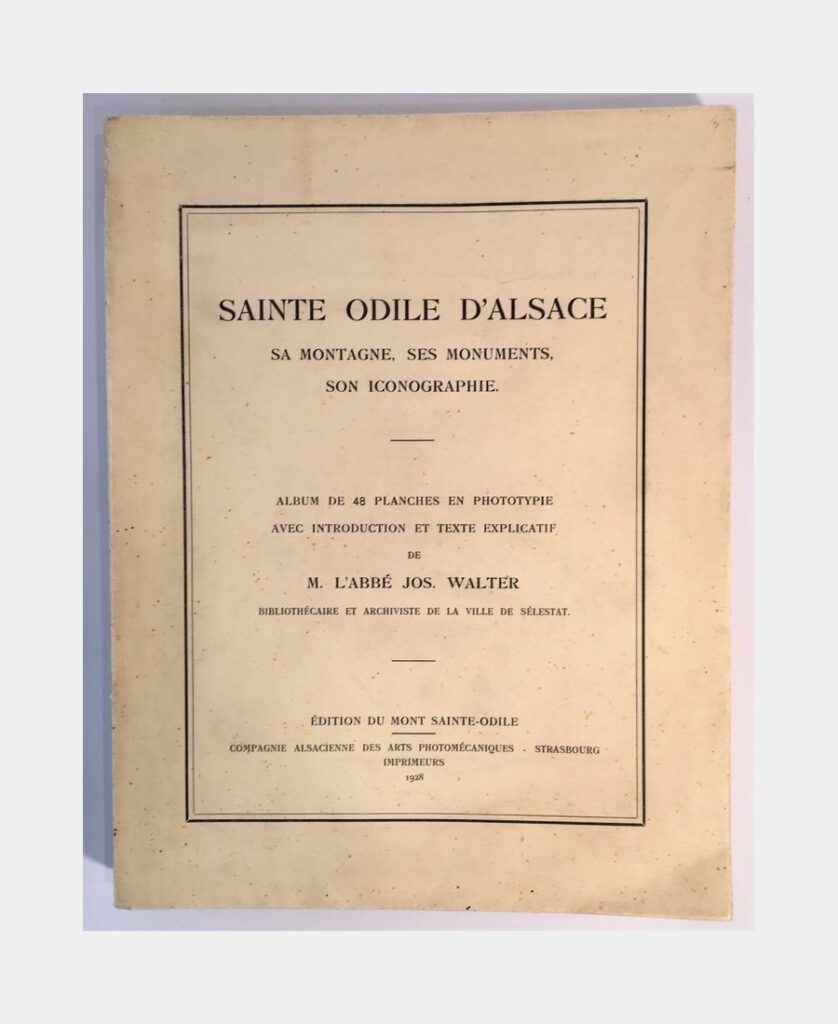 SAINTE ODILE D'ALSACE
SA MONTAGNE, SES MONUMENTS,
SON ICONOGRAPHIE.
ALBUM DE 48 PLANCHES EN PHOTOTYPIE
AVEC INTRODUCTION ET TEXTE EXPLICATIF
DE
M. L'ABBÉ JOS. WALTER
BIBLIOTHÉCAIRE ET ARCHIVISTE DE LA VILLE DE SÉLESTAT.
ÉDITION DU MONT SAINTE-ODILE
COMPAGNIE ALSACIENNE DES ARTS PHOTOMÉCANIQUES - STRASBOURG
IMPRIMEURS
1928